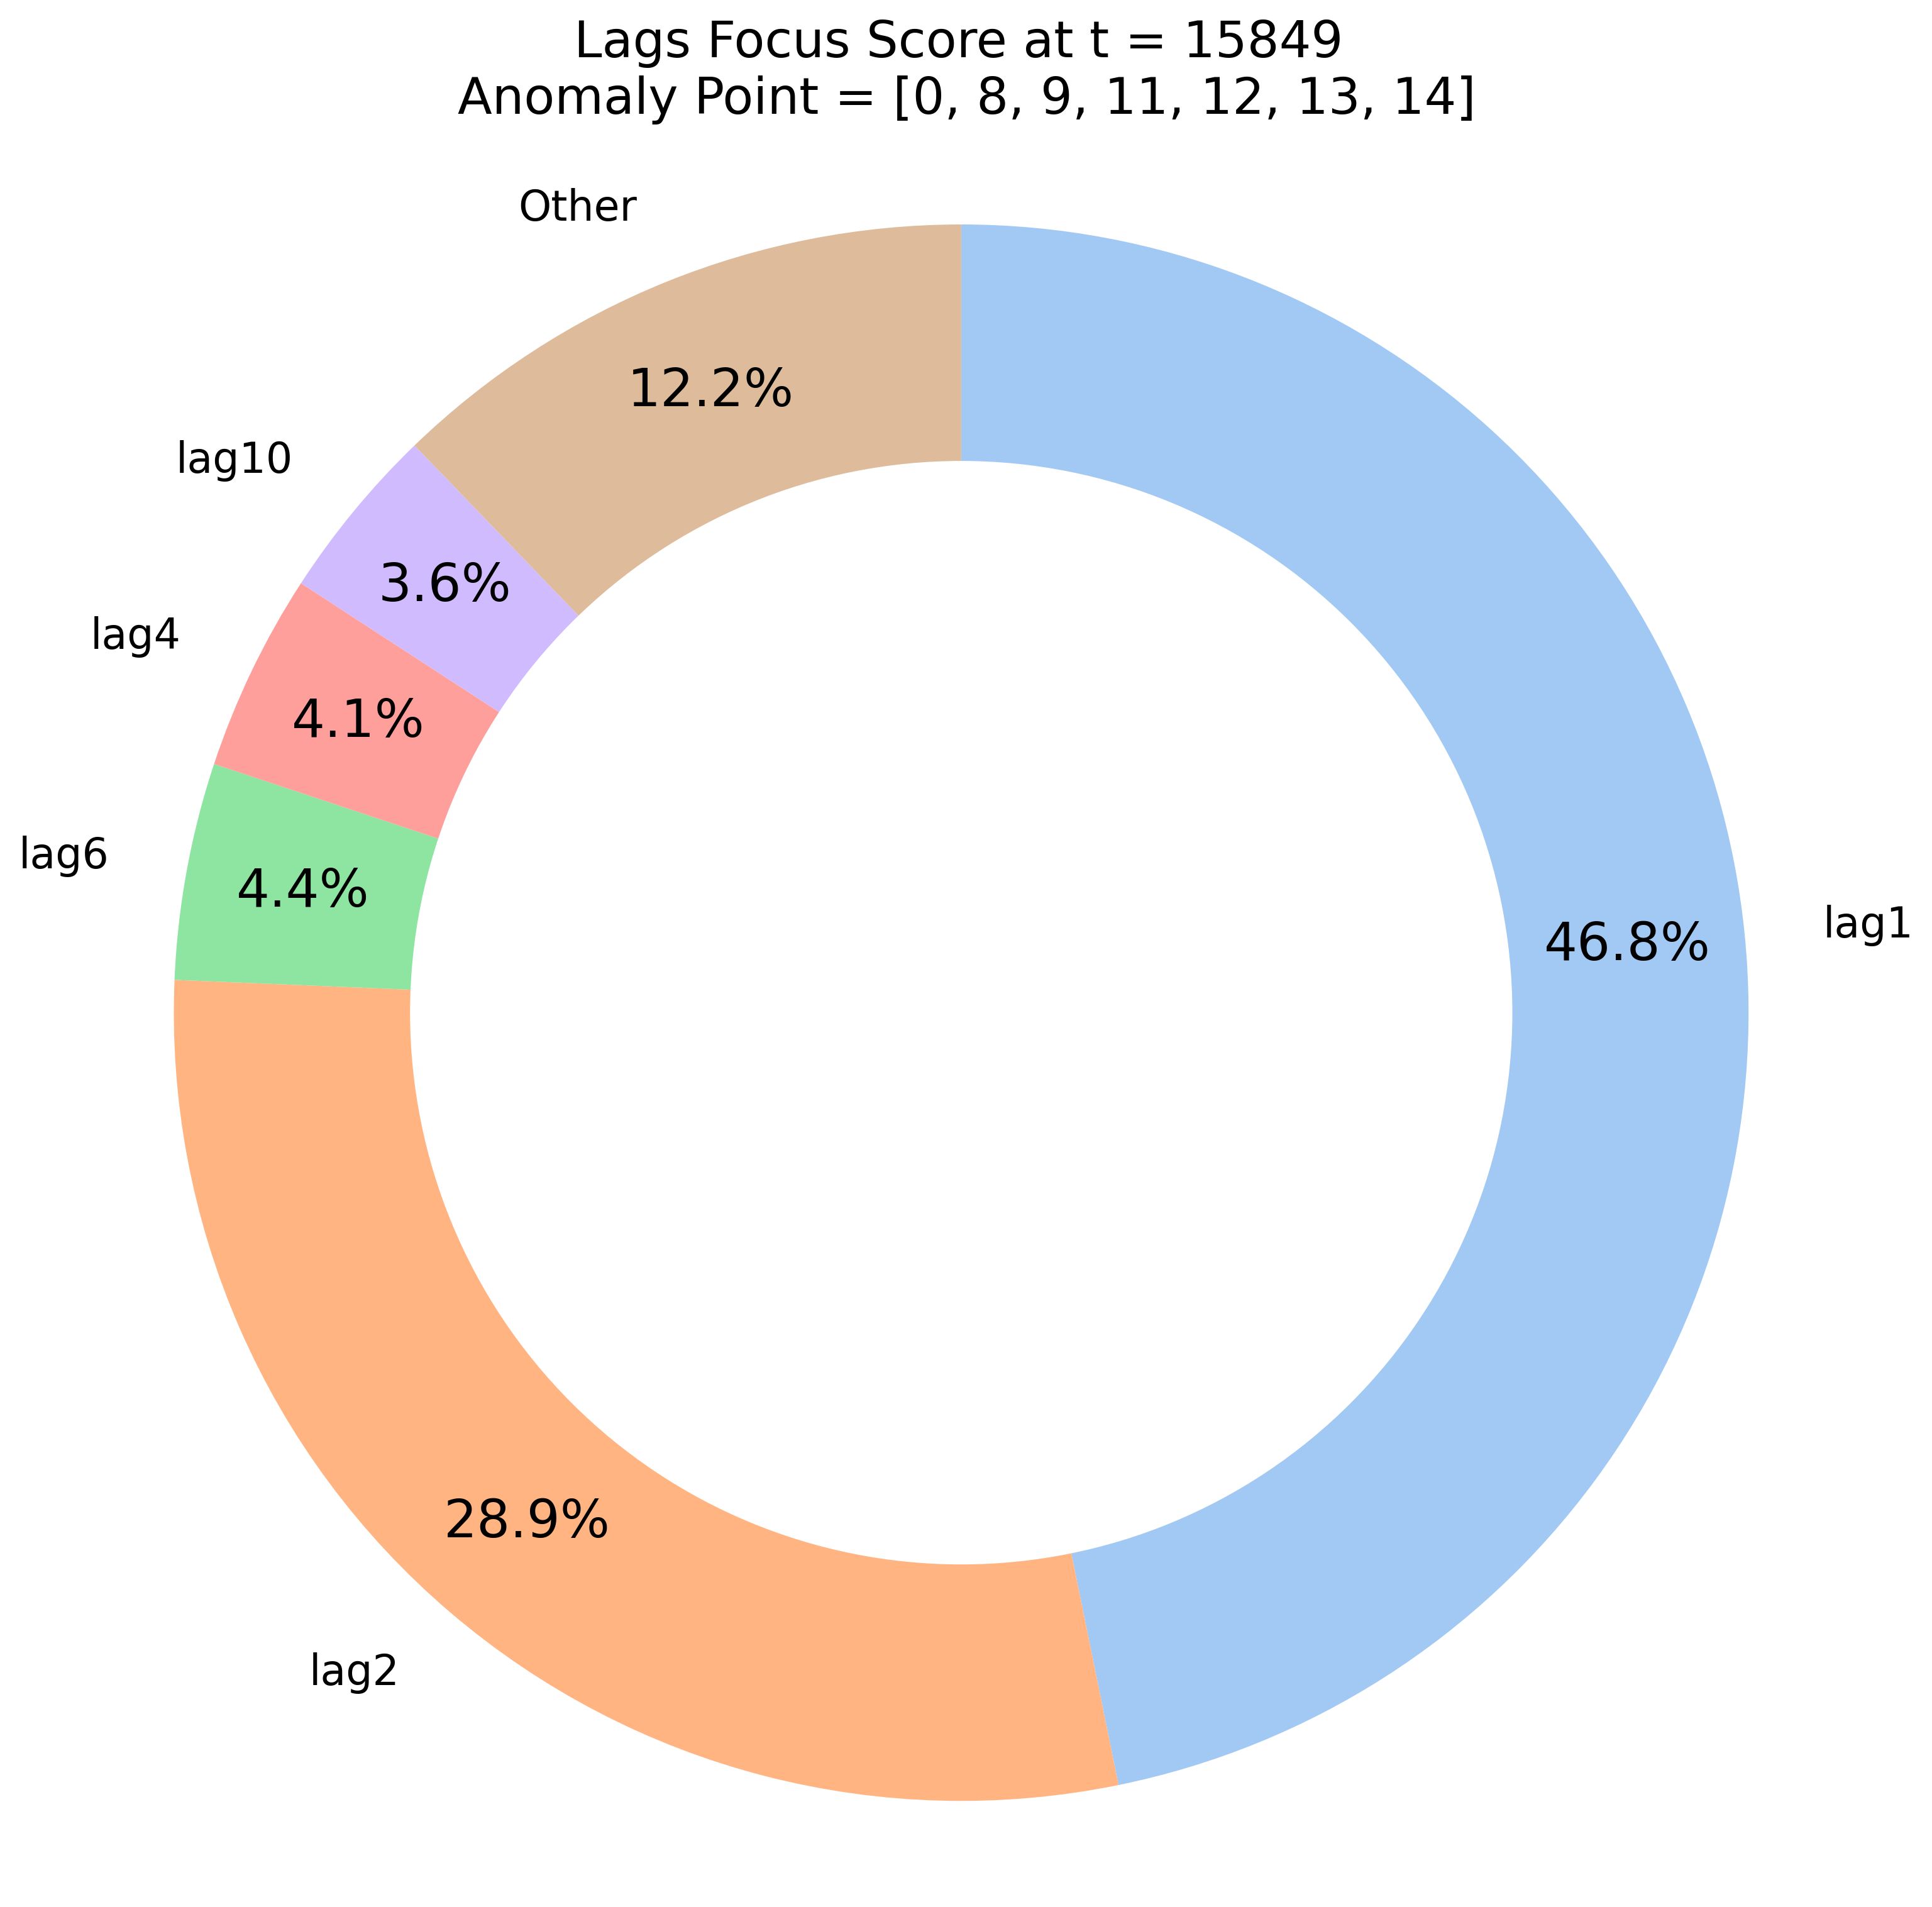 Lags Focus Score at t = 15849
Anomaly Point = [0, 8, 9, 11, 12, 13, 14]
Other
12.2%
lag10
3.6%
lag4
4.1%
lag6
4.4%
lag1
46.8%
28.9%
lag2